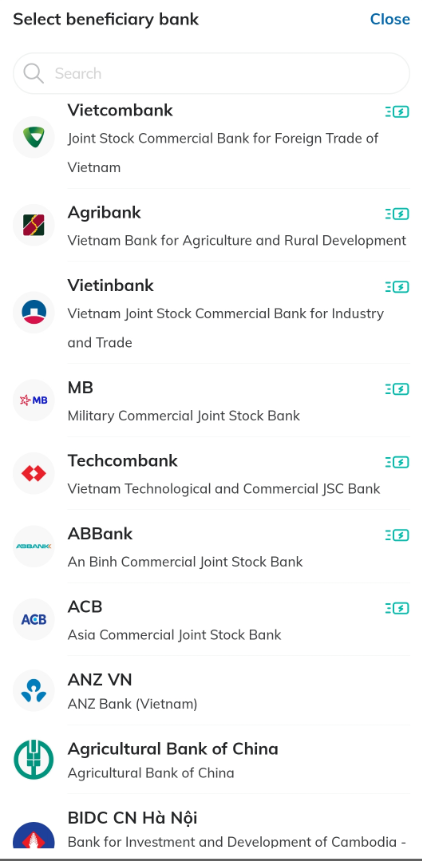 Select beneficiary bank
Close
Search
Vietcombank
Joint Stock Commercial Bank for Foreign Trade of
Vietnam
Agribank
Vietnam Bank for Agriculture and Rural Development
Vietinbank
Vietnam Joint Stock Commercial Bank for Industry
and Trade
MB
MB
Military Commercial Joint Stock Bank
Techcombank
Vietnam Technological and Commercial JSC Bank
ABBANK
ABBank
An Binh Commercial Joint Stock Bank
ACB
ACB
Asia Commercial Joint Stock Bank
ANZ VN
ANZ Bank (Vietnam)
Agricultural Bank of China
Agricultural Bank of China
BIDC CN Hà Nội
Bank for Investment and Development of Cambodia -